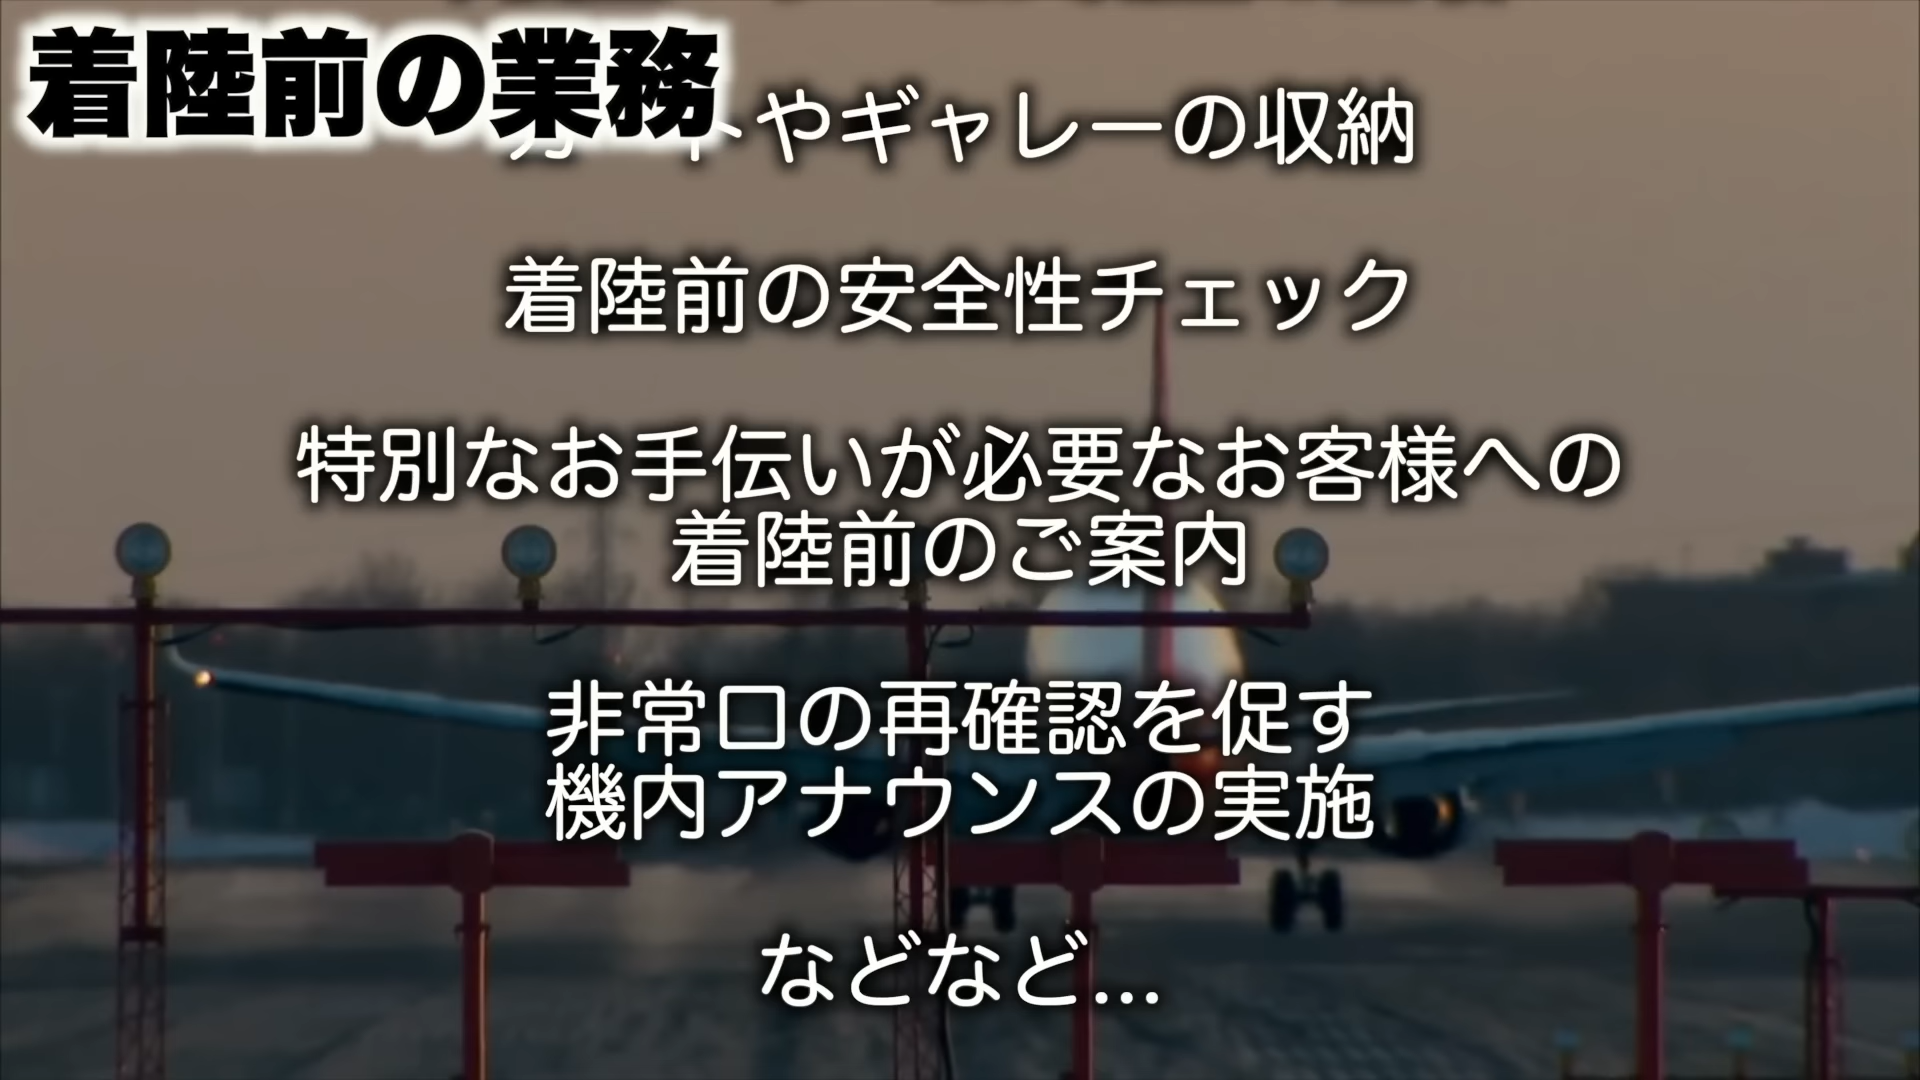 着陸前の業務
やギャレーの収納
着陸前の安全性チェック
特別なお手伝いが必要なお客様への
着陸前のご案内
非常口の再確認を促す
機内アナウンスの実施
などなど...